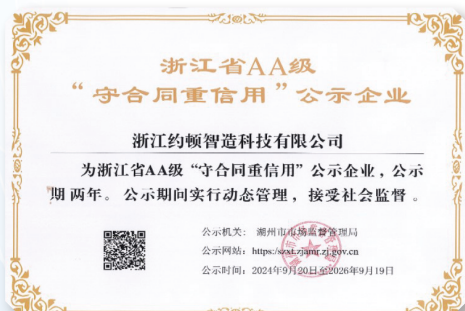 浙江省AA级
“守合同重信用”公示企业
浙江约顿智造科技有限公司
为浙江省AA级“守合同重信用”公示企业，公示
期两年。公示期间实行动态管理，接受社会监督。
公示机关： 湖州市市场监督管理局
公示网站：https:/szxt.zjamr.zj.gov.cn
公示时间：2024年9月20日至2026年9月19日